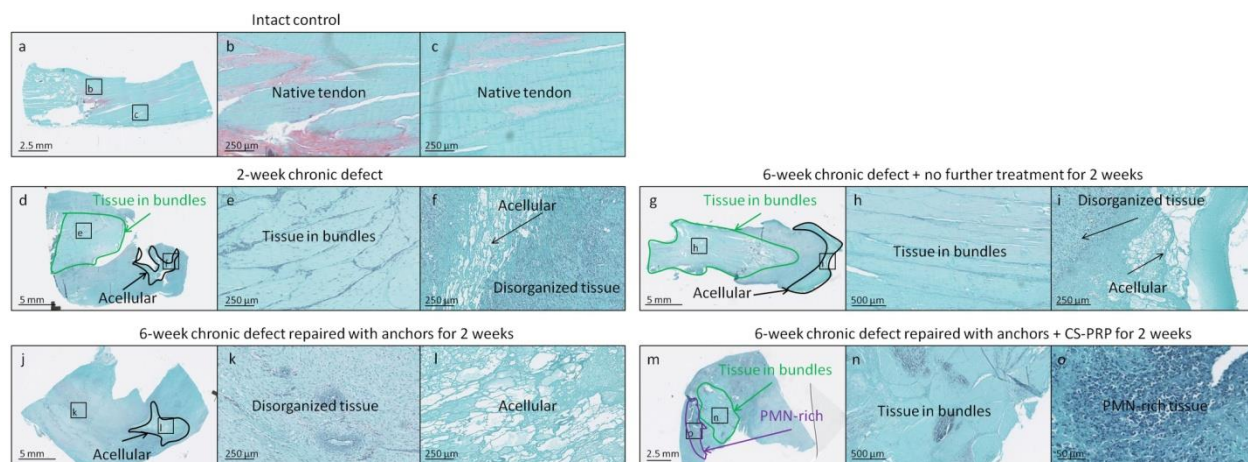 Intact control
a
b
c
b
c
Native tendon
Native tendon
2.5 mm
250 µm
250 µm
2-week chronic defect
6-week chronic defect + no further treatment for 2 weeks
d
Tissue in bundles
e
f
Acellular
e
Tissue in bundles
Acellular
Disorganized tissue
5 mm
250 µm
250 µm
g
Tissue in bundles
h
i
Disorganized tissue
h
Tissue in bundles
Acellular
Acellular
5 mm
500 µm
250 µm
6-week chronic defect repaired with anchors for 2 weeks
6-week chronic defect repaired with anchors + CS-PRP for 2 weeks
j
k
l
k
Disorganized tissue
Acellular
l
Acellular
5 mm
250 µm
250 µm
m
Tissue in bundles
n
o
n
PMN-rich
Tissue in bundles
PMN-rich tissue
o
2.5 mm
500 µm
50 µm